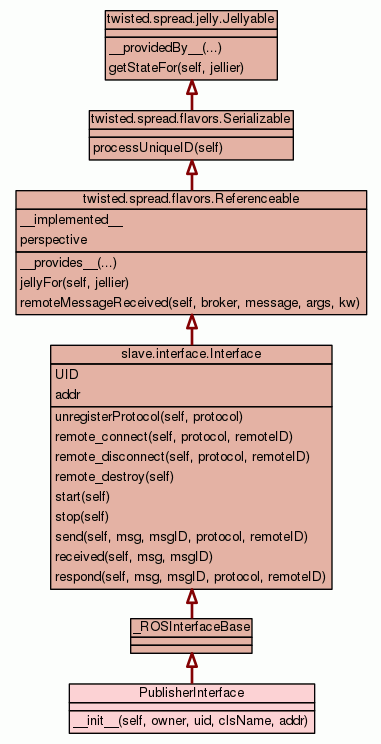 twisted.spread.jelly.Jellyable
__providedBy__(...)
getStateFor(self, jellier)
twisted.spread.flavors.Serializable
processUniqueID(self)
twisted.spread.flavors.Referenceable
__implemented__
perspective
__provides__(...)
jellyFor(self, jellier)
remoteMessageReceived(self, broker, message, args, kw)
slave.interface.Interface
UID
addr
unregisterProtocol(self, protocol)
remote_connect(self, protocol, remoteID)
remote_disconnect(self, protocol, remoteID)
remote_destroy(self)
start(self)
stop(self)
send(self, msg, msgID, protocol, remoteID)
received(self, msg, msgID)
respond(self, msg, msgID, protocol, remoteID)
_ROSInterfaceBase
PublisherInterface
__init__(self, owner, uid, clsName, addr)